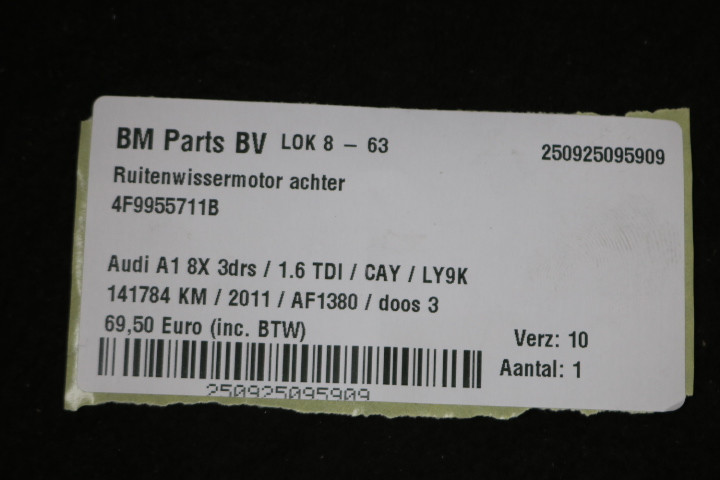 BM Parts BV LOK 8 – 63
250925095909
Ruitenwissermotor achter
4F9955711B
Audi A1 8X 3drs / 1.6 TDI / CAY / LY9K
141784 KM / 2011 / AF1380 / doos 3
69,50 Euro (inc. BTW)
Verz: 10
Aantal: 1
250925095909